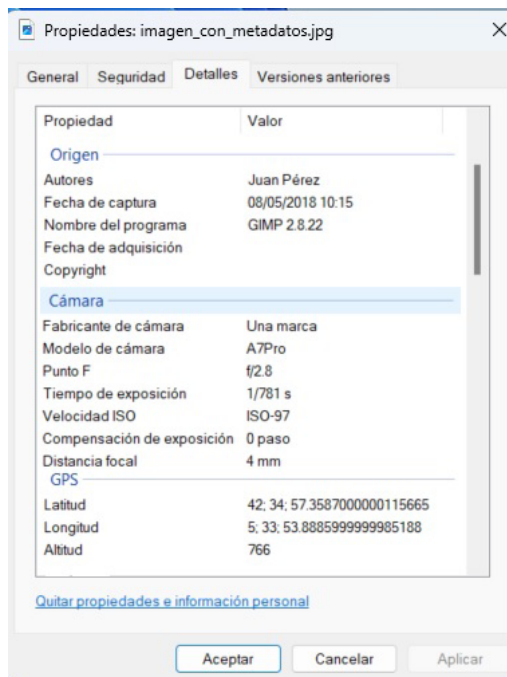 Propiedades: imagen_con_metadatos.jpg
General Seguridad Detalles Versiones anteriores
Propiedad Valor
Origen
Autores Juan Pérez
Fecha de captura 08/05/2018 10:15
Nombre del programa GIMP 2.8.22
Fecha de adquisición
Copyright
Cámara
Fabricante de cámara Una marca
Modelo de cámara A7Pro
Punto F f/2.8
Tiempo de exposición 1/781 s
Velocidad ISO ISO-97
Compensación de exposición 0 paso
Distancia focal 4 mm
GPS
Latitud 42; 34; 57.3587000000115665
Longitud 5; 33; 53.8885999999985188
Altitud 766
Quitar propiedades e información personal
Aceptar Cancelar Aplicar